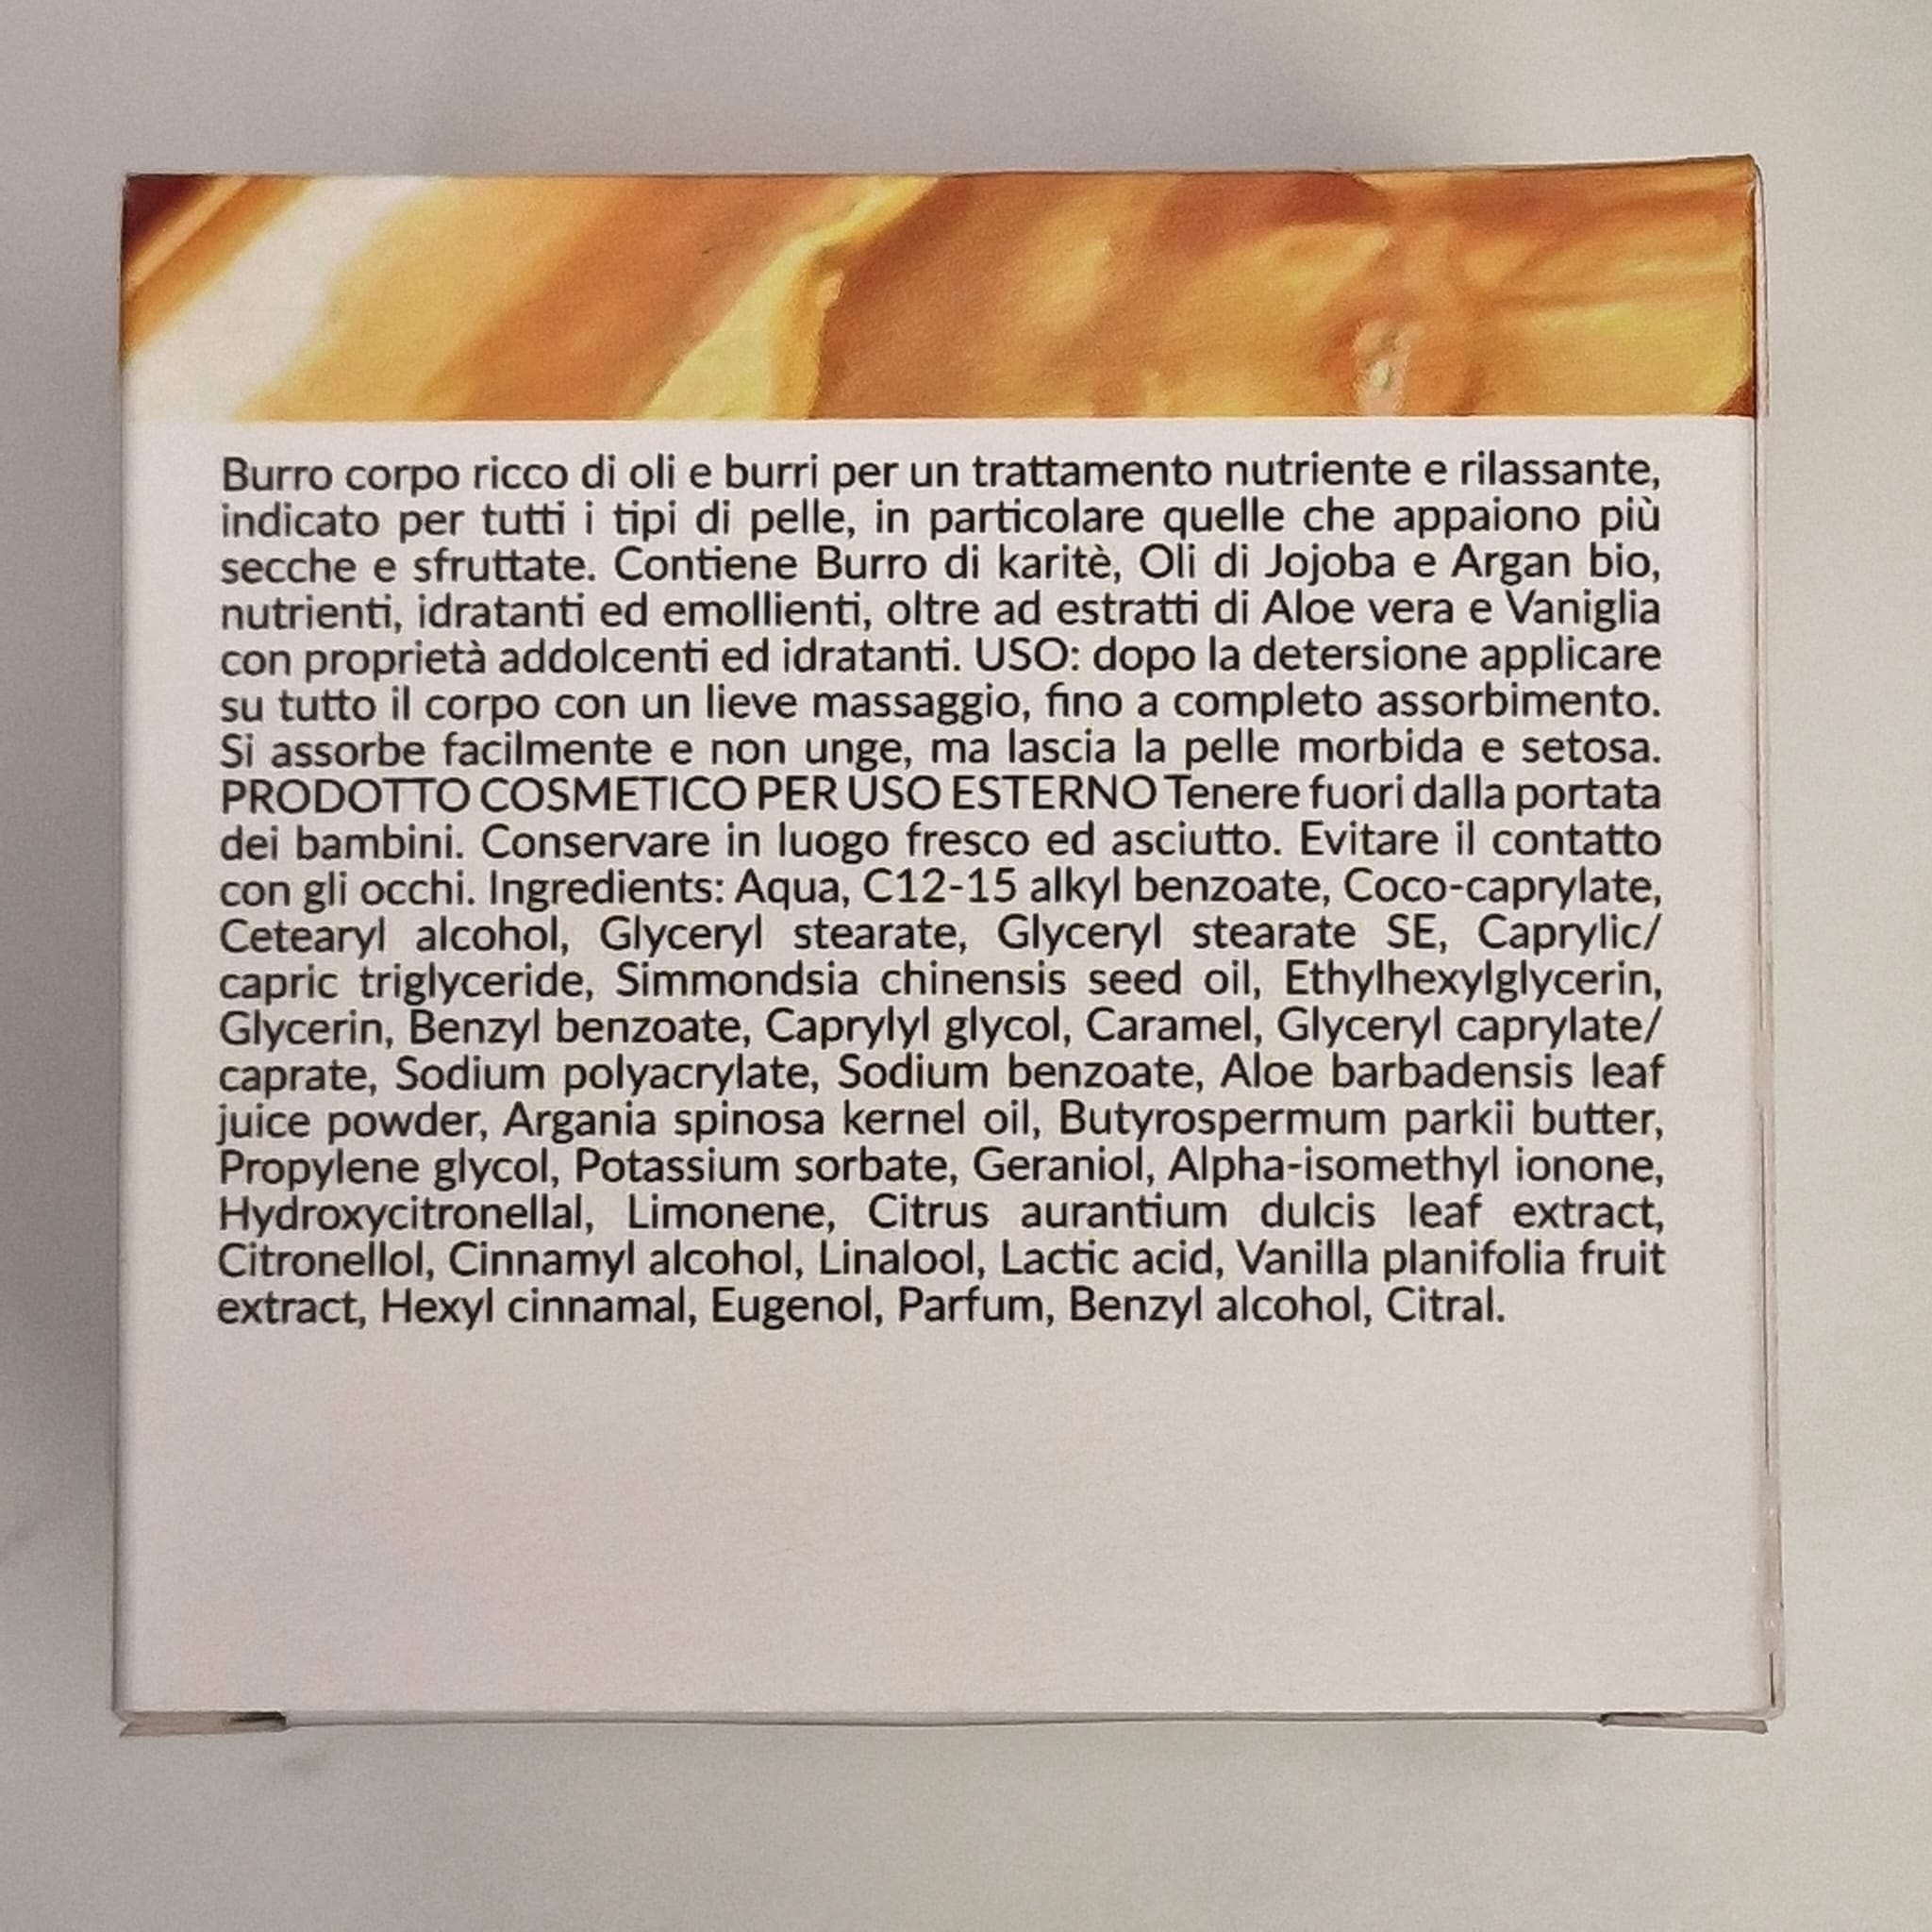 Burro corpo ricco di oli e burri per un trattamento nutriente e rilassante,
indicato per tutti i tipi di pelle, in particolare quelle che appaiono più
secche e sfruttate. Contiene Burro di karitè, Oli di Jojoba e Argan bio,
nutrienti, idratanti ed emollienti, oltre ad estratti di Aloe vera e Vaniglia
con proprietà addolcenti ed idratanti. USO: dopo la detersione applicare
su tutto il corpo con un lieve massaggio, fino a completo assorbimento.
Si assorbe facilmente e non unge, ma lascia la pelle morbida e setosa.
PRODOTTO COSMETICO PER USO ESTERNO Tenere fuori dalla portata
dei bambini. Conservare in luogo fresco ed asciutto. Evitare il contatto
con gli occhi. Ingredients: Aqua, C12-15 alkyl benzoate, Coco-caprylate,
Cetearyl alcohol, Glyceryl stearate, Glyceryl stearate SE, Caprylic/
capric triglyceride, Simmondsia chinensis seed oil, Ethylhexylglycerin,
Glycerin, Benzyl benzoate, Caprylyl glycol, Caramel, Glyceryl caprylate/
caprate, Sodium polyacrylate, Sodium benzoate, Aloe barbadensis leaf
juice powder, Argania spinosa kernel oil, Butyrospermum parkii butter,
Propylene glycol, Potassium sorbate, Geraniol, Alpha-isomethyl ionone,
Hydroxycitronellal, Limonene, Citrus aurantium dulcis leaf extract,
Citronellol, Cinnamyl alcohol, Linalool, Lactic acid, Vanilla planifolia fruit
extract, Hexyl cinnamal, Eugenol, Parfum, Benzyl alcohol, Citral.